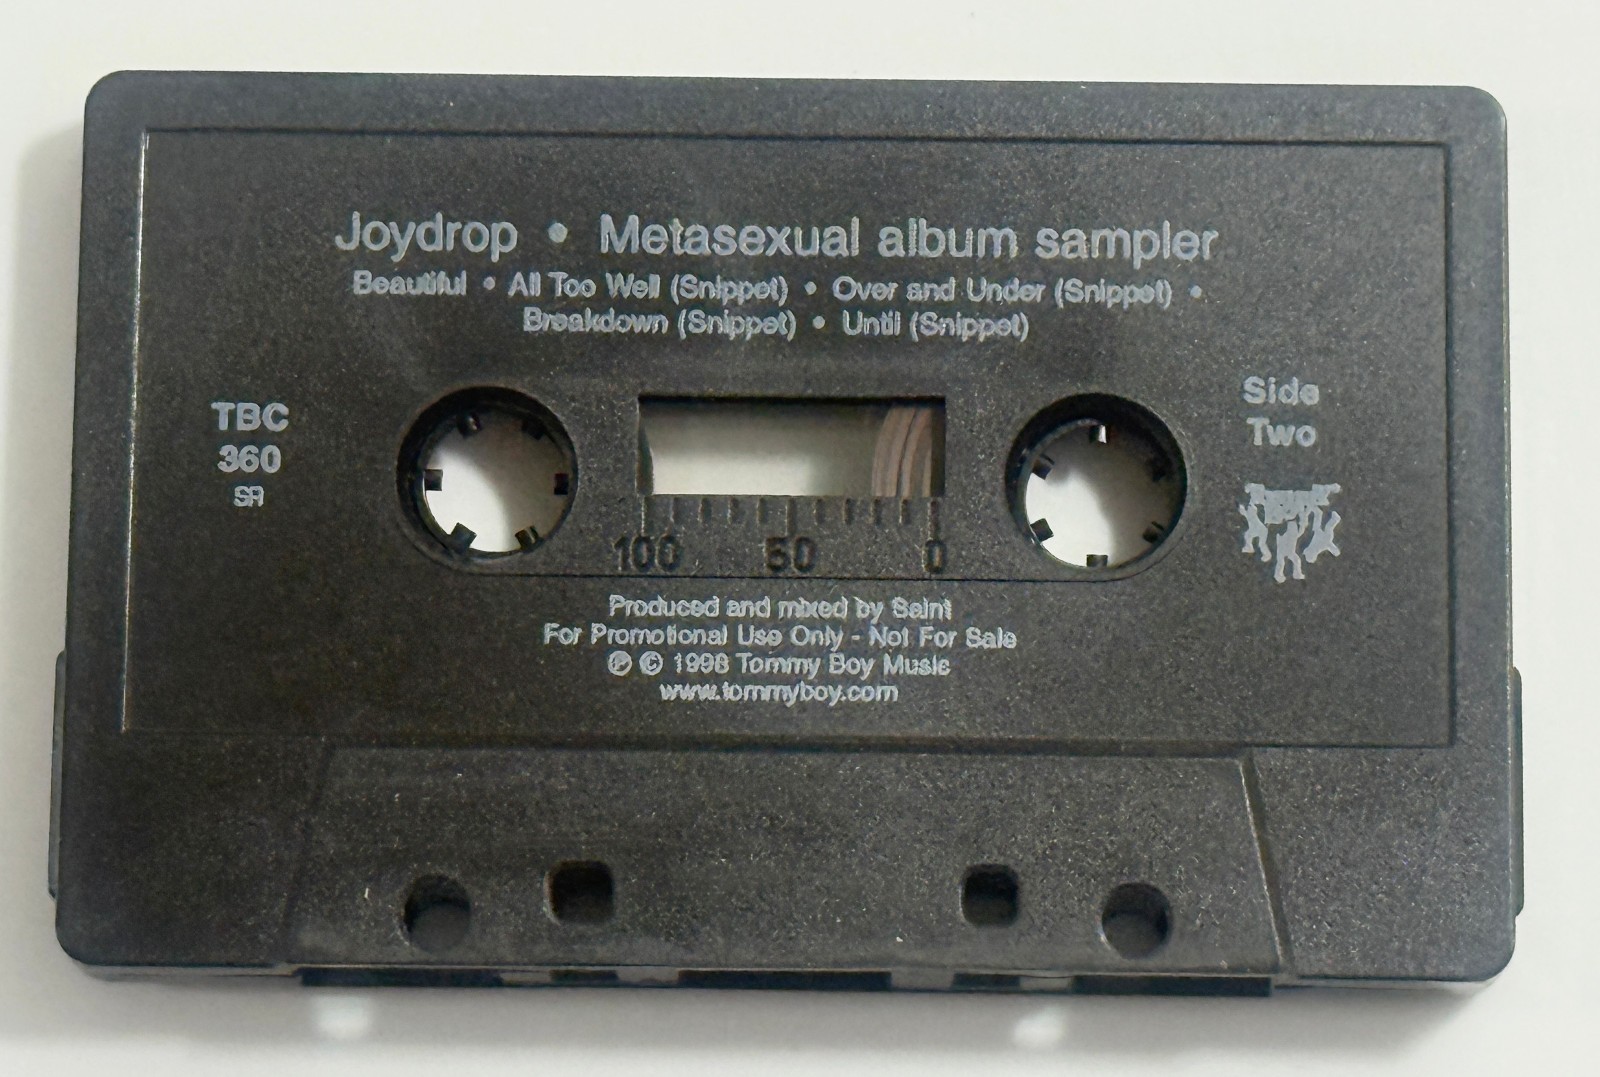 Joydrop • Metasexual album sampler
Beautiful • All Too Well (Snippet) • Over and Under (Snippet) •
Breakdown (Snippet) • Until (Snippet)
TBC
360
SR
Side
Two
Tommy
Boy
100 50 0
Produced and mixed by Saint
For Promotional Use Only - Not For Sale
℗ © 1998 Tommy Boy Music
www.tommyboy.com